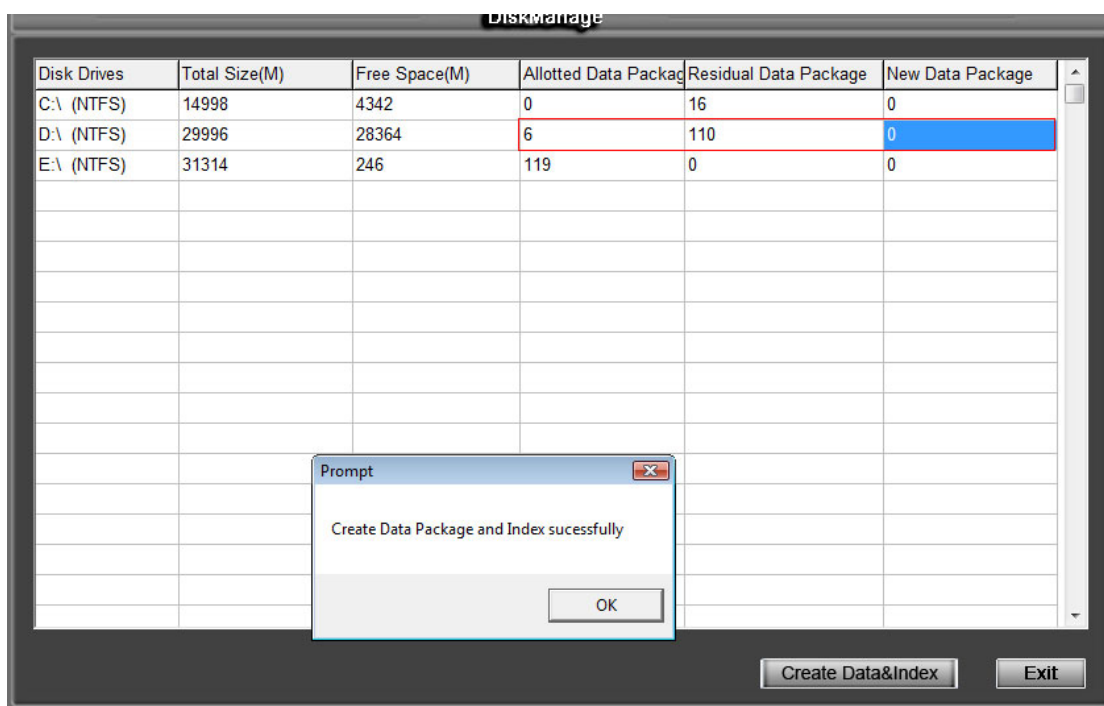 DiskManage
Disk Drives Total Size(M) Free Space(M) Allotted Data Packag Residual Data Package New Data Package
C:\ (NTFS) 14998 4342 0 16 0
D:\ (NTFS) 29996 28364 6 110 0
E:\ (NTFS) 31314 246 119 0 0
Prompt
Create Data Package and Index sucessfully
OK
Create Data&Index Exit